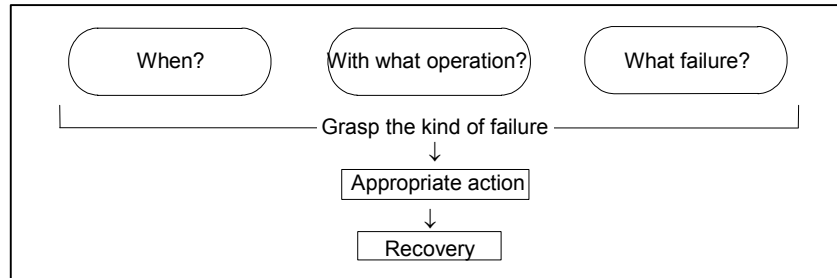 When?
With what operation?
What failure?
Grasp the kind of failure
↓
Appropriate action
↓
Recovery